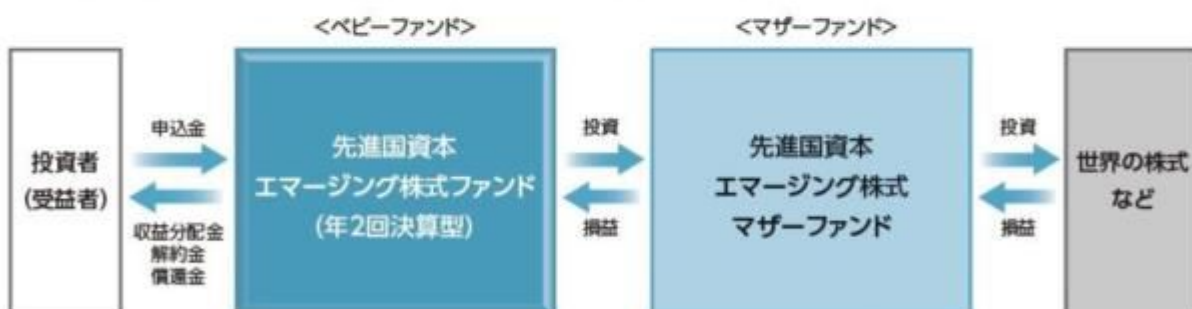 <ベビーファンド>
<マザーファンド>
投資者
(受益者)
申込金
収益分配金
解約金
償還金
先進国資本
エマージング株式ファンド
(年2回決算型)
投資
損益
先進国資本
エマージング株式
マザーファンド
投資
損益
世界の株式
など